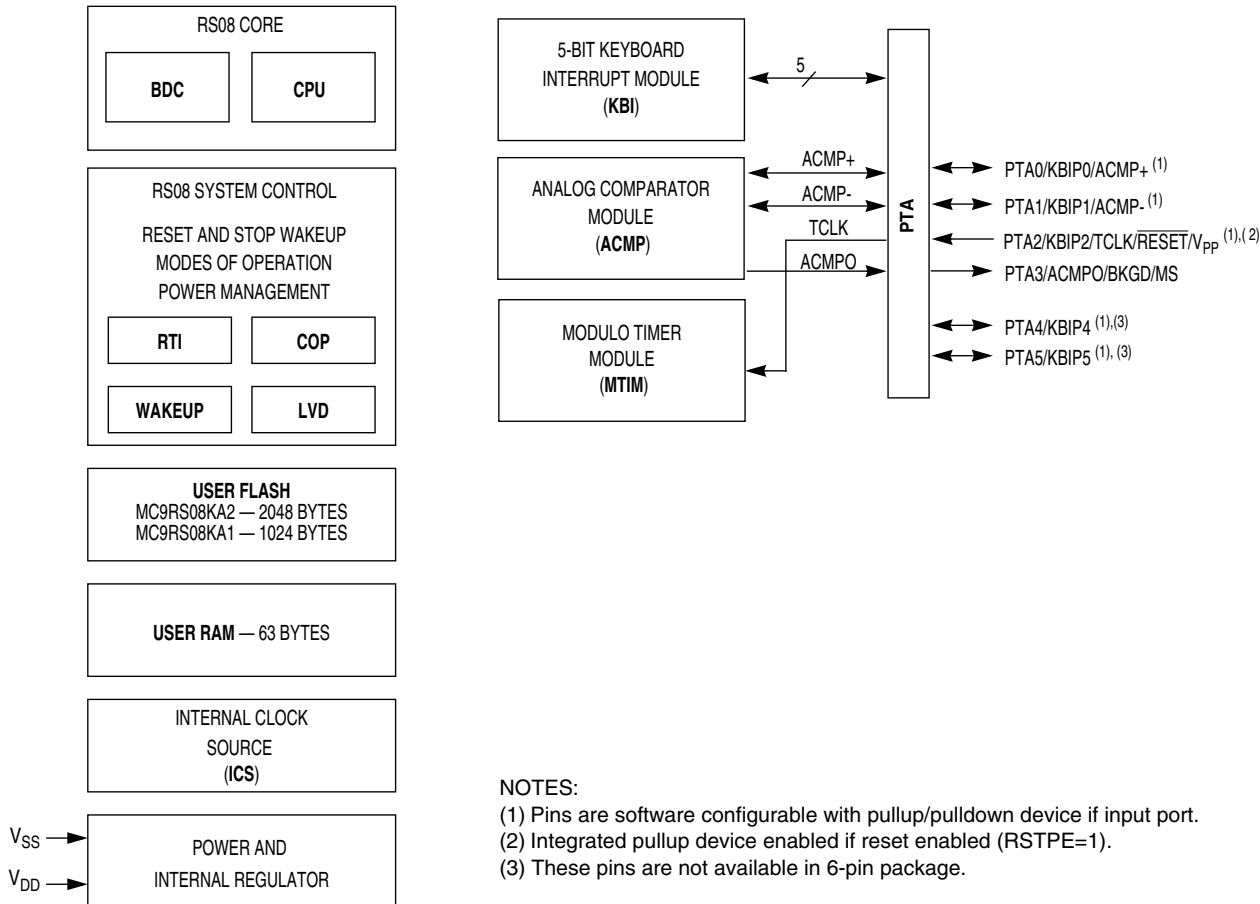 RS08 CORE
BDC
CPU
RS08 SYSTEM CONTROL
RESET AND STOP WAKEUP
MODES OF OPERATION
POWER MANAGEMENT
RTI
COP
WAKEUP
LVD
USER FLASH
MC9RS08KA2 — 2048 BYTES
MC9RS08KA1 — 1024 BYTES
USER RAM — 63 BYTES
INTERNAL CLOCK
SOURCE
(ICS)
VSS
VDD
POWER AND
INTERNAL REGULATOR
5-BIT KEYBOARD
INTERRUPT MODULE
(KBI)
5
ANALOG COMPARATOR
MODULE
(ACMP)
ACMP+
ACMP-
TCLK
ACMPO
MODULO TIMER
MODULE
(MTIM)
PTA
PTA0/KBIP0/ACMP+ (1)
PTA1/KBIP1/ACMP- (1)
PTA2/KBIP2/TCLK/RESET/VPP (1),( 2)
PTA3/ACMPO/BKGD/MS
PTA4/KBIP4 (1),(3)
PTA5/KBIP5 (1), (3)
NOTES:
(1) Pins are software configurable with pullup/pulldown device if input port.
(2) Integrated pullup device enabled if reset enabled (RSTPE=1).
(3) These pins are not available in 6-pin package.